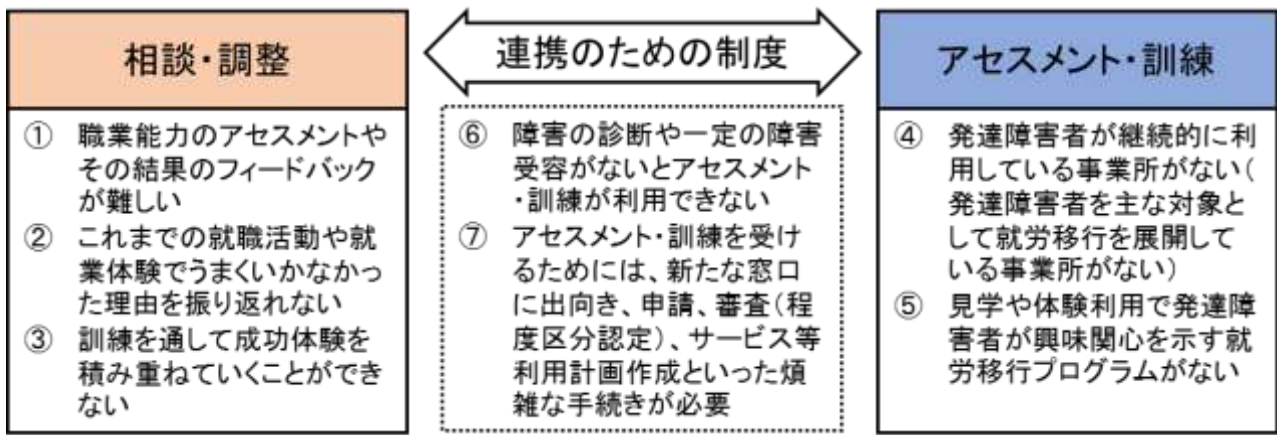 相談・調整
① 職業能力のアセスメントや
その結果のフィードバック
が難しい
② これまでの就職活動や就
業体験でうまくいかなかっ
た理由を振り返れない
③ 訓練を通して成功体験を
積み重ねていくことができ
ない
連携のための制度
⑥ 障害の診断や一定の障害
受容がないとアセスメント
・訓練が利用できない
⑦ アセスメント・訓練を受け
るためには、新たな窓口
に出向き、申請、審査(程
度区分認定)、サービス等
利用計画作成といった煩
雑な手続きが必要
アセスメント・訓練
④ 発達障害者が継続的に利
用している事業所がない(
発達障害者を主な対象と
して就労移行を展開して
いる事業所がない)
⑤ 見学や体験利用で発達障
害者が興味関心を示す就
労移行プログラムがない